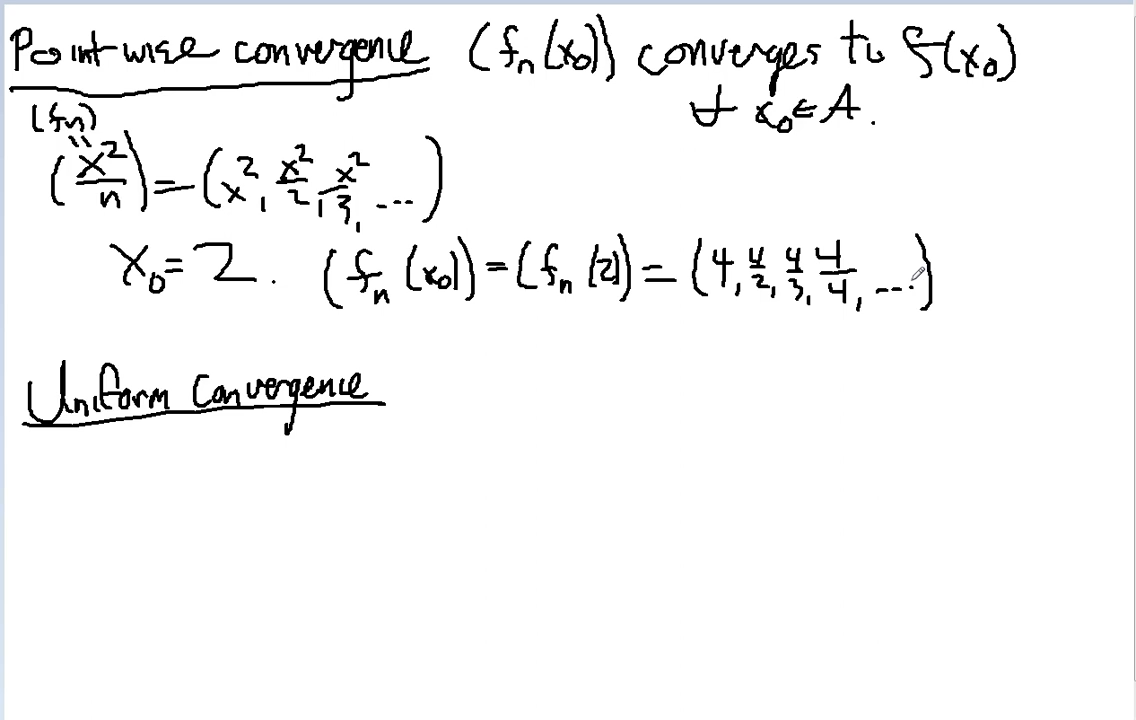 Pointwise convergence (fn(x0)) converges to f(x0)
∀ x0 ∈ A.
(fn)
"
(x²/n) = (x², x²/2, x²/3, ...)
x0 = 2. (fn(x0)) = (fn(2)) = (4, 4/2, 4/3, 4/4, ...)
Uniform Convergence